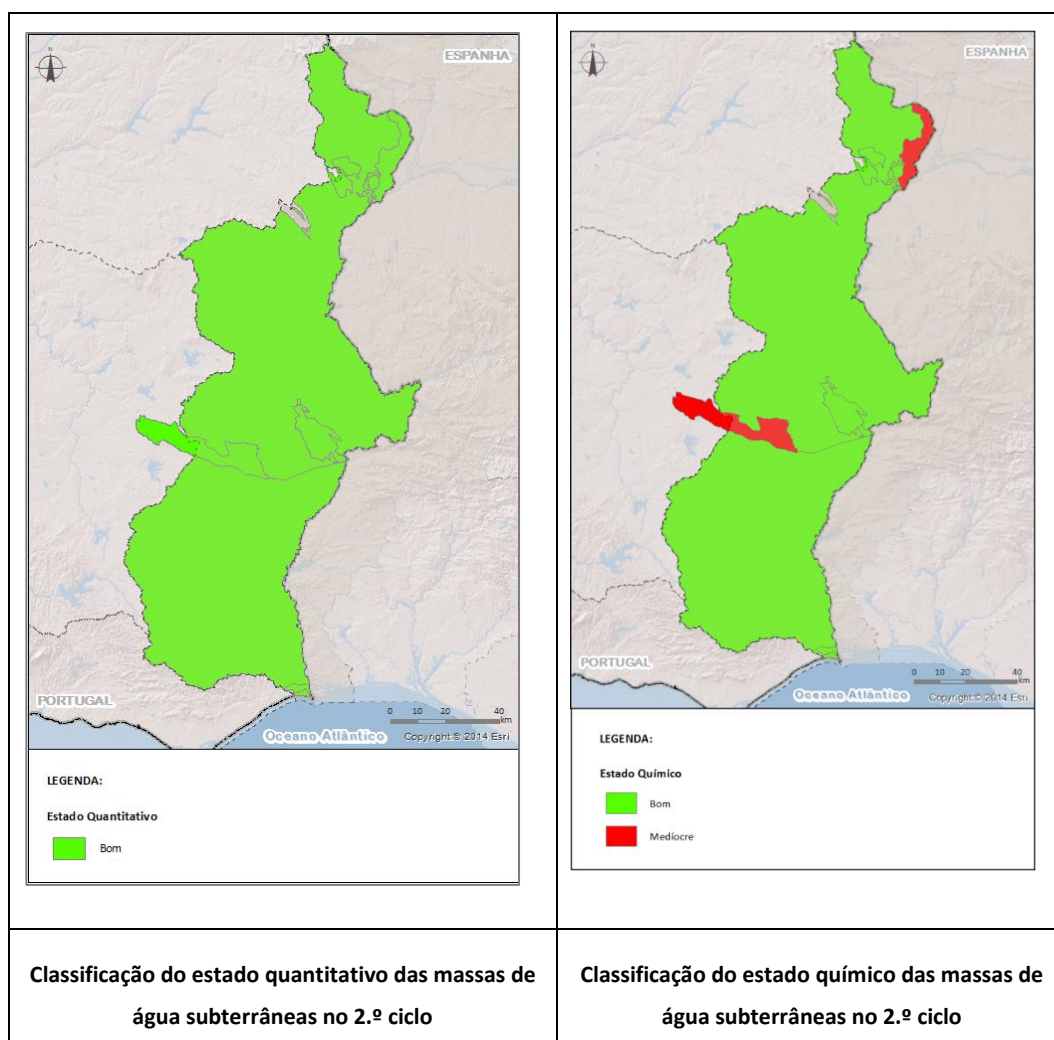 N
ESPANHA
PORTUGAL
Oceano Atlântico
0 10 20 40
km
Copyright:© 2014 Esri
LEGENDA:
Estado Quantitativo
Bom
Classificação do estado quantitativo das massas de
água subterrâneas no 2.º ciclo
N
ESPANHA
PORTUGAL
Oceano Atlântico
0 10 20 40
km
Copyright:© 2014 Esri
LEGENDA:
Estado Químico
Bom
Medíocre
Classificação do estado químico das massas de
água subterrâneas no 2.º ciclo